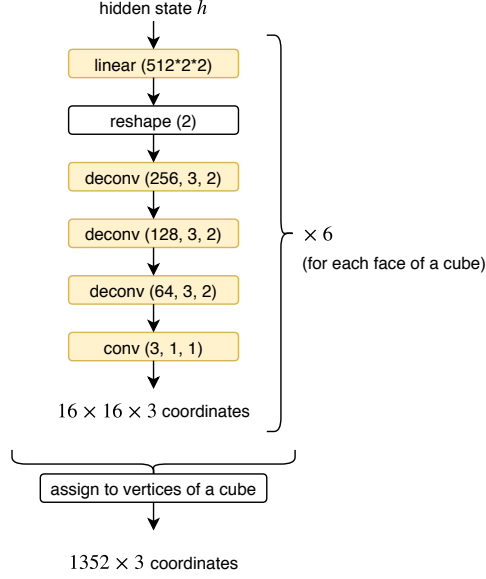 hidden state h
linear (512*2*2)
reshape (2)
deconv (256, 3, 2)
deconv (128, 3, 2)
deconv (64, 3, 2)
conv (3, 1, 1)
16 × 16 × 3 coordinates
× 6
(for each face of a cube)
assign to vertices of a cube
1352 × 3 coordinates